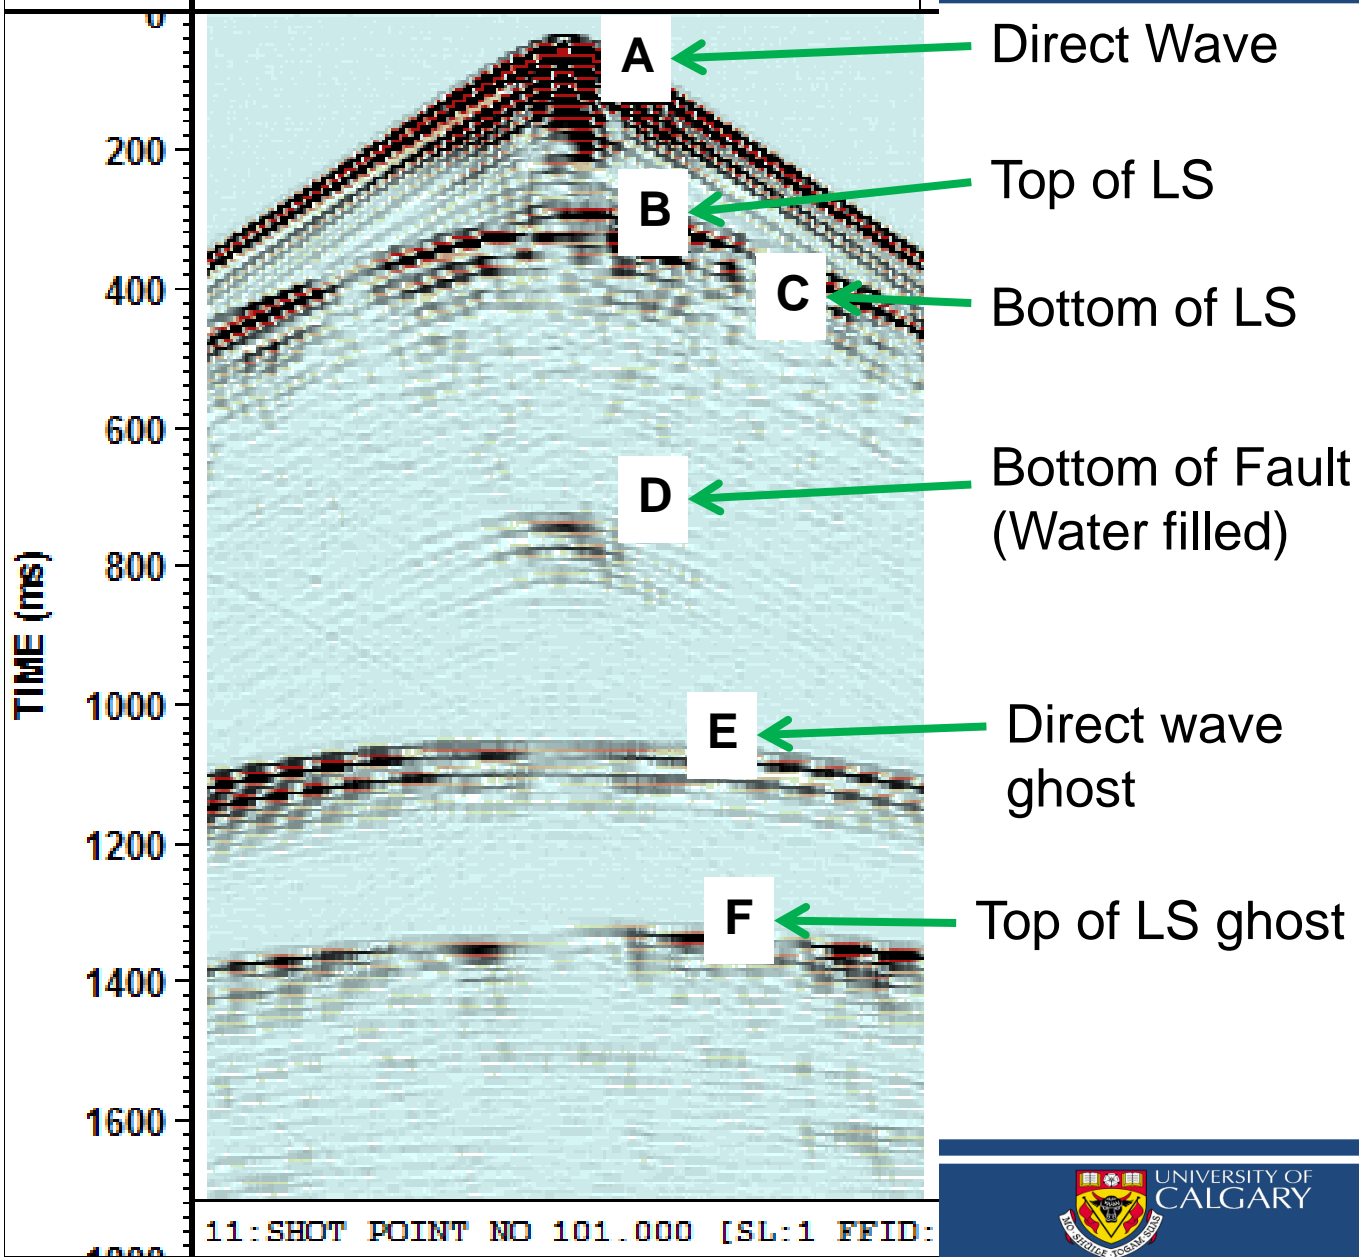 0
A
Direct Wave
200
Top of LS
B
400
C
Bottom of LS
600
D
Bottom of Fault
(Water filled)
800
TIME (ms)
1000
E
Direct wave
ghost
1200
F
Top of LS ghost
1400
1600
11:SHOT POINT NO 101.000 [SL:1 FFID:
UNIVERSITY OF
CALGARY